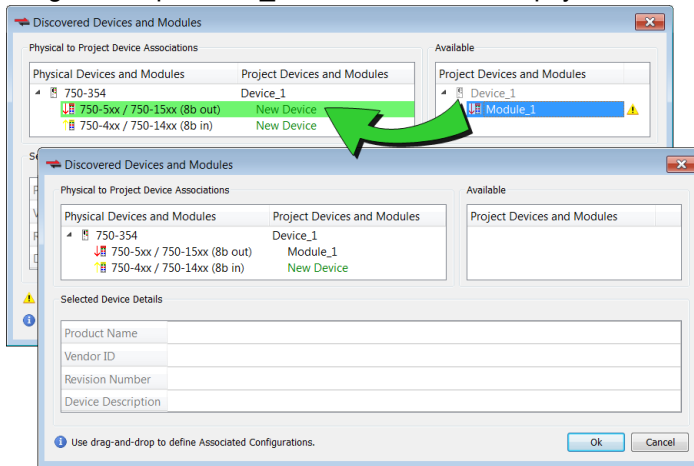 Discovered Devices and Modules
Physical to Project Device Associations
Available
Physical Devices and Modules Project Devices and Modules
Project Devices and Modules
750-354 Device_1
Device_1
750-5xx / 750-15xx (8b out) New Device
Module_1
750-4xx / 750-14xx (8b in) New Device
Discovered Devices and Modules
Physical to Project Device Associations
Available
Physical Devices and Modules Project Devices and Modules
Project Devices and Modules
750-354 Device_1
750-5xx / 750-15xx (8b out) Module_1
750-4xx / 750-14xx (8b in) New Device
Selected Device Details
Product Name
Vendor ID
Revision Number
Device Description
Use drag-and-drop to define Associated Configurations.
Ok Cancel